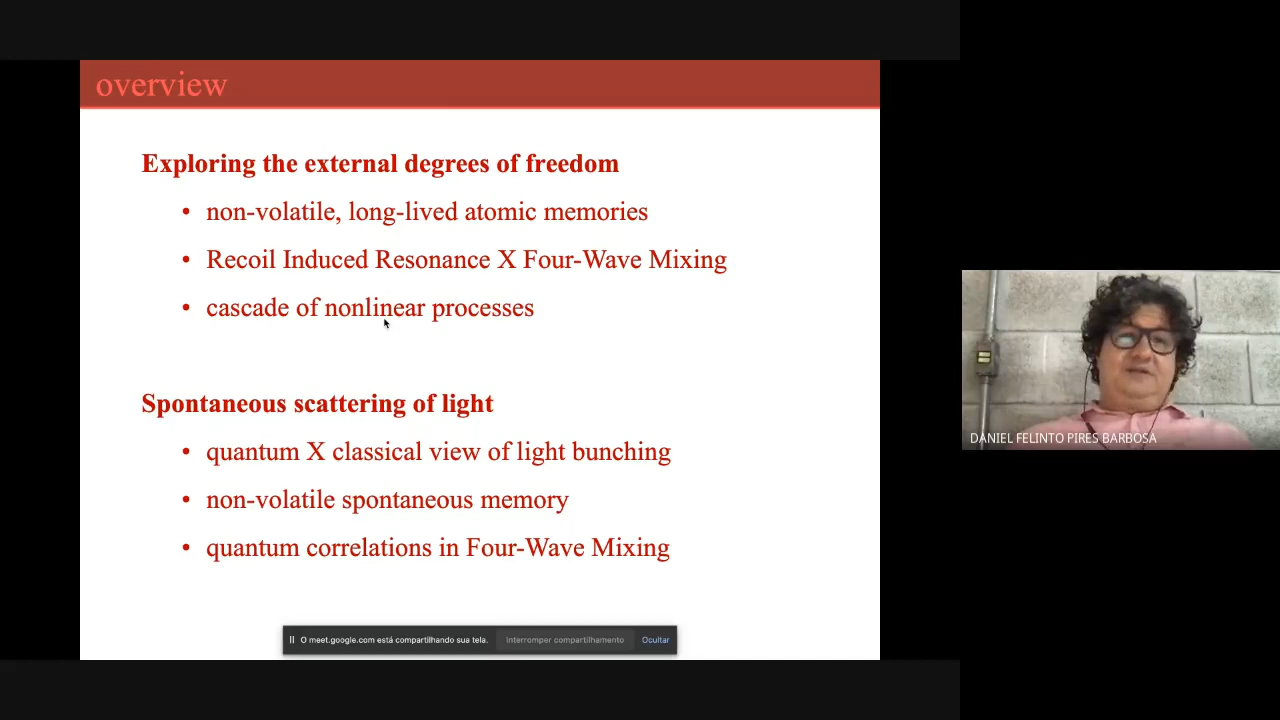 overview
Exploring the external degrees of freedom
• non-volatile, long-lived atomic memories
• Recoil Induced Resonance X Four-Wave Mixing
• cascade of nonlinear processes
Spontaneous scattering of light
• quantum X classical view of light bunching
• non-volatile spontaneous memory
• quantum correlations in Four-Wave Mixing
O meet.google.com está compartilhando sua tela. Interromper compartilhamento Ocultar
DANIEL FELINTO PIRES BARBOSA